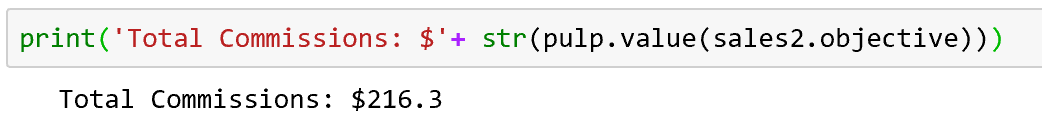 print('Total Commissions: $'+ str(pulp.value(sales2.objective)))
Total Commissions: $216.3